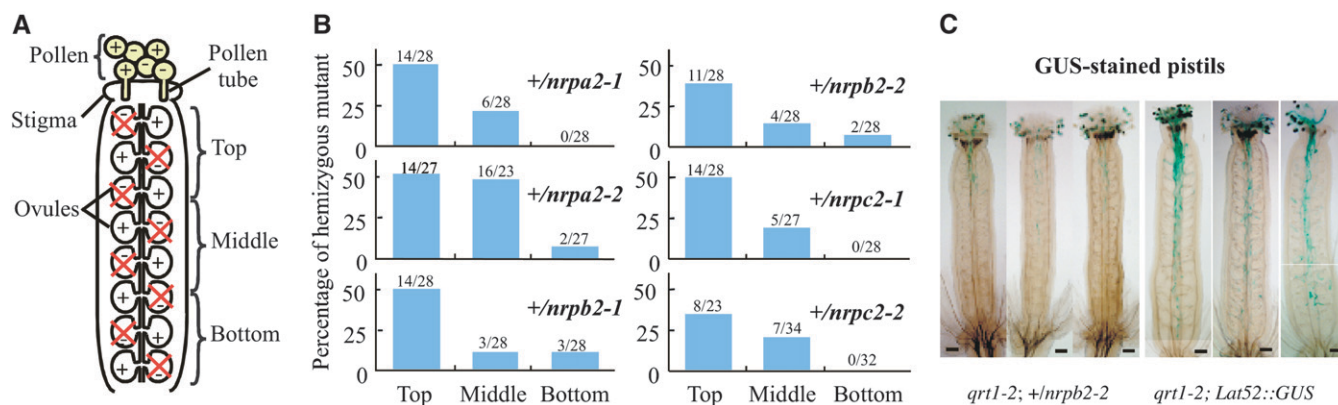 A
Pollen
Pollen
tube
Stigma
Ovules
Top
Middle
Bottom
+ - + - + - + - + - + - + - + - + - + - +
B
Percentage of hemizygous mutant
+/nrpa2-1
50
25
0
14/28
6/28
0/28
+/nrpb2-2
50
25
0
11/28
4/28
2/28
+/nrpa2-2
50
25
0
14/27
16/23
2/27
+/nrpc2-1
50
25
0
14/28
5/27
0/28
+/nrpb2-1
50
25
0
14/28
3/28
3/28
+/nrpc2-2
50
25
0
8/23
7/34
0/32
Top Middle Bottom
Top Middle Bottom
C
GUS-stained pistils
qrt1-2; +/nrpb2-2
qrt1-2; Lat52::GUS